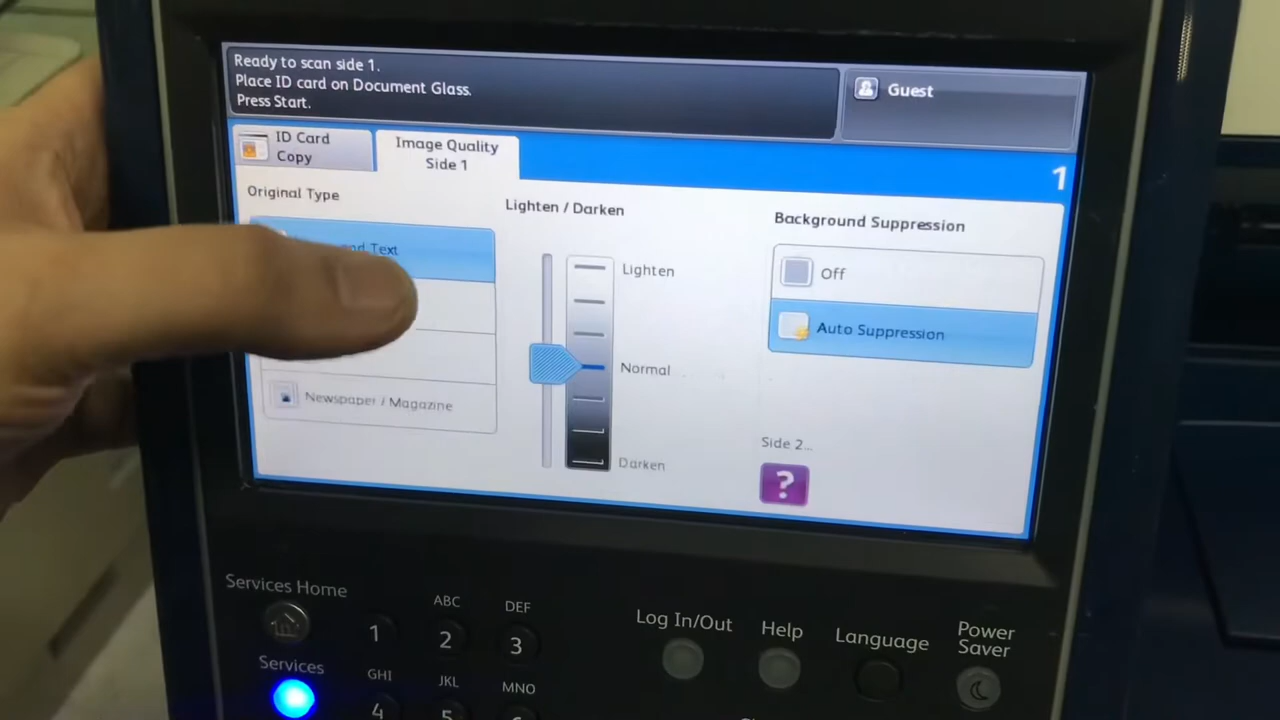 Ready to scan side 1.
Place ID card on Document Glass.
Press Start.
Guest
ID Card
Copy
Image Quality
Side 1
1
Original Type
Text
Newspaper / Magazine
Lighten / Darken
Lighten
Normal
Darken
Background Suppression
Off
Auto Suppression
Side 2...
?
Services Home
Services
1
ABC
2
DEF
3
GHI
4
JKL
5
MNO
Log In/Out
Help
Language
Power
Saver